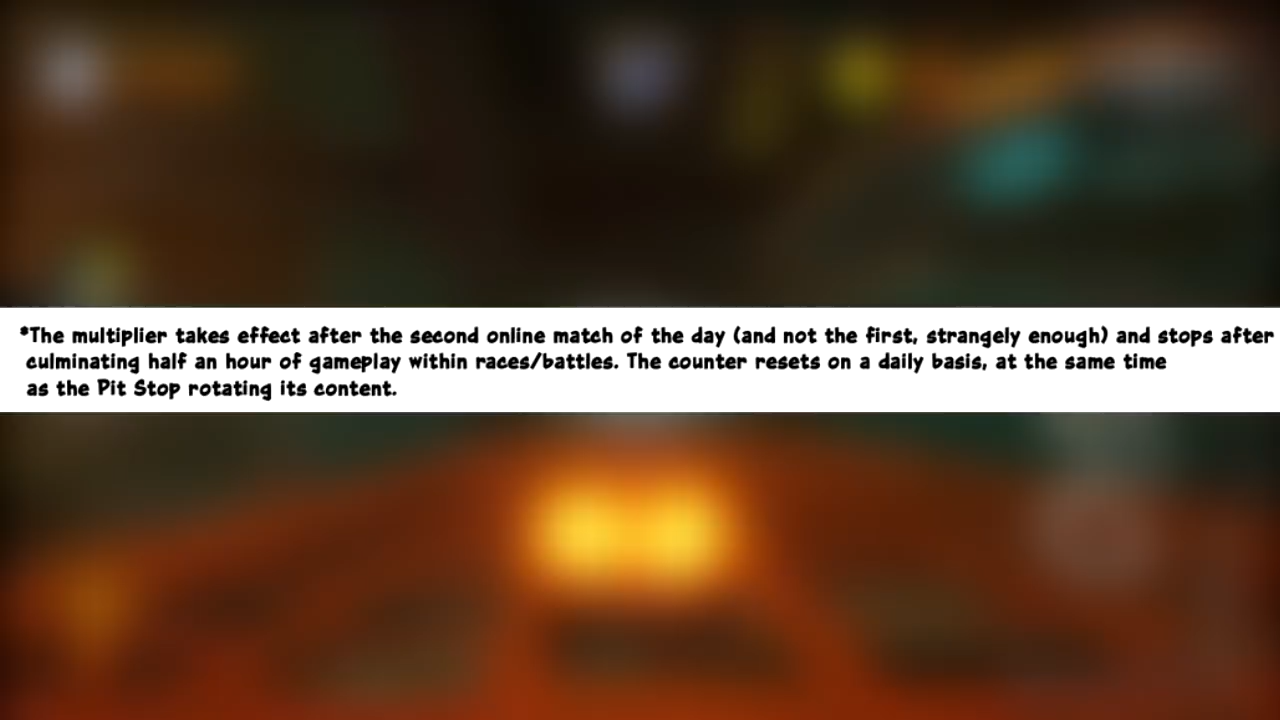 *The multiplier takes effect after the second online match of the day (and not the first, strangely enough) and stops after
culminating half an hour of gameplay within races/battles. The counter resets on a daily basis, at the same time
as the Pit Stop rotating its content.